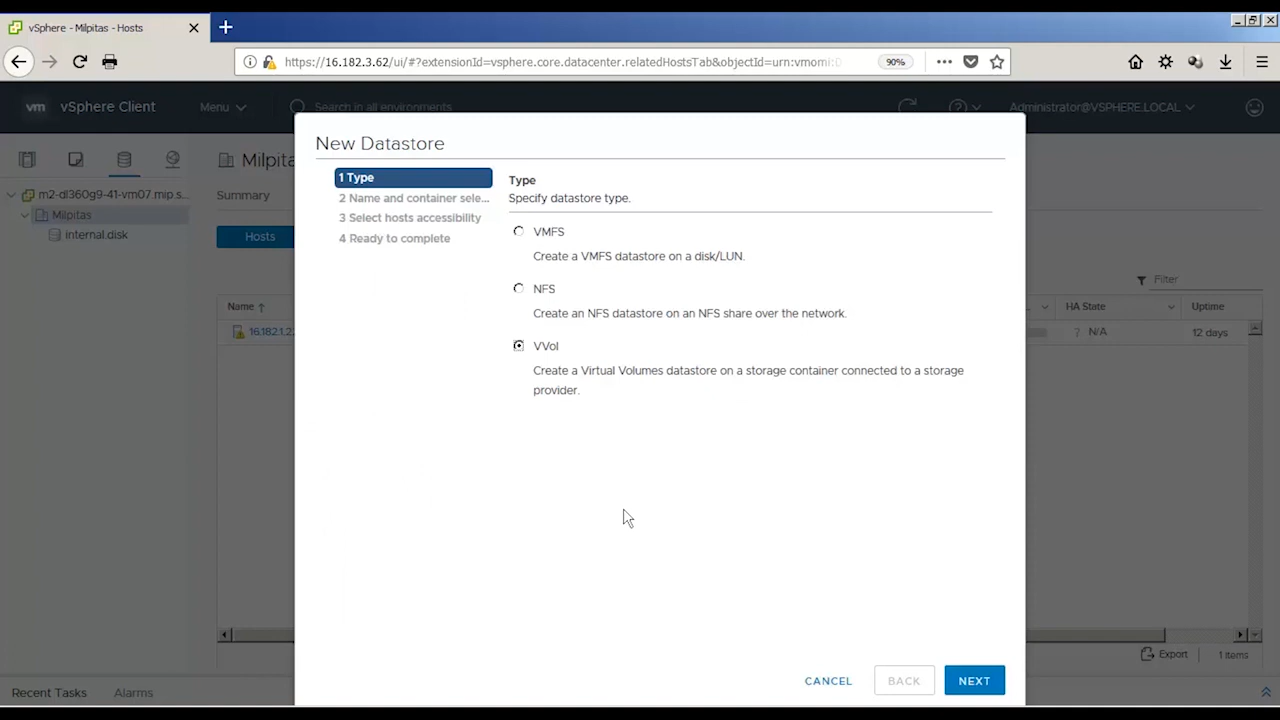 vSphere - Milpitas - Hosts
https://16.182.3.62/ui/#?extensionId=vsphere.core.datacenter.relatedHostsTab&objectId=urn:vmomi:D
90%
vm vSphere Client Menu Search in all environments Administrator@VSPHERE.LOCAL
New Datastore
1 Type
2 Name and container sele...
3 Select hosts accessibility
4 Ready to complete
Type
Specify datastore type.
VMFS
Create a VMFS datastore on a disk/LUN.
NFS
Create an NFS datastore on an NFS share over the network.
VVol
Create a Virtual Volumes datastore on a storage container connected to a storage
provider.
CANCEL BACK NEXT
m2-dl360g9-41-vm07.mip.s...
Milpitas
internal.disk
Milpita
Summary
Hosts
Filter
Name HA State Uptime
16.182.1.2 ? N/A 12 days
Export 1 items
Recent Tasks Alarms